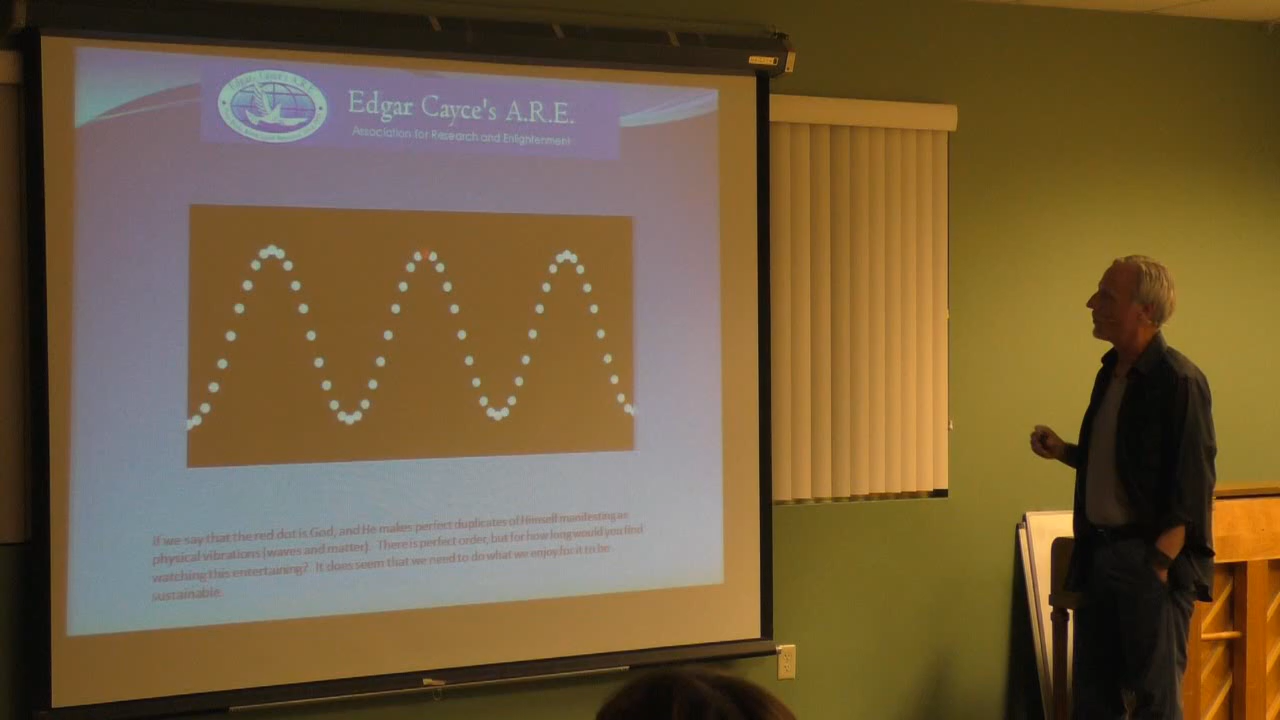 Edgar Cayce's A.R.E.
Association for Research and Enlightenment
If we say that the red dot is God, and He makes perfect duplicates of Himself manifesting as
physical vibrations (waves and matter).  There is perfect order, but for how long would you find
watching this entertaining?  It does seem that we need to do what we enjoy for it to be
sustainable.